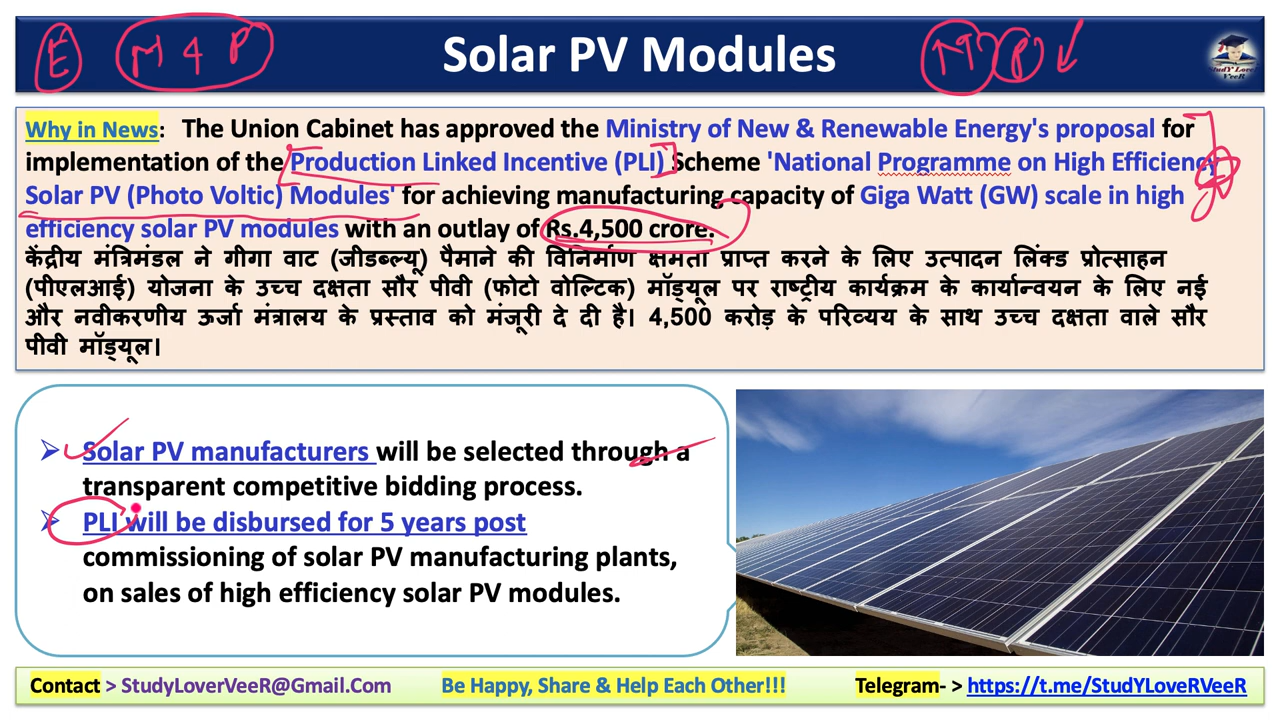 E M 4 P Solar PV Modules M P
StudY LoveR
VeeR
Why in News: The Union Cabinet has approved the Ministry of New & Renewable Energy's proposal for
implementation of the Production Linked Incentive (PLI) Scheme 'National Programme on High Efficiency
Solar PV (Photo Voltic) Modules' for achieving manufacturing capacity of Giga Watt (GW) scale in high
efficiency solar PV modules with an outlay of Rs.4,500 crore.
केंद्रीय मंत्रिमंडल ने गीगा वाट (जीडब्ल्यू) पैमाने की विनिर्माण क्षमता प्राप्त करने के लिए उत्पादन लिंक्ड प्रोत्साहन
(पीएलआई) योजना के उच्च दक्षता सौर पीवी (फोटो वोल्टिक) मॉड्यूल पर राष्ट्रीय कार्यक्रम के कार्यान्वयन के लिए नई
और नवीकरणीय ऊर्जा मंत्रालय के प्रस्ताव को मंजूरी दे दी है। 4,500 करोड़ के परिव्यय के साथ उच्च दक्षता वाले सौर
पीवी मॉड्यूल।
Solar PV manufacturers will be selected through a
transparent competitive bidding process.
PLI will be disbursed for 5 years post
commissioning of solar PV manufacturing plants,
on sales of high efficiency solar PV modules.
Contact > StudyLoverVeeR@Gmail.Com Be Happy, Share & Help Each Other!!! Telegram- > https://t.me/StudYLoveRVeeR